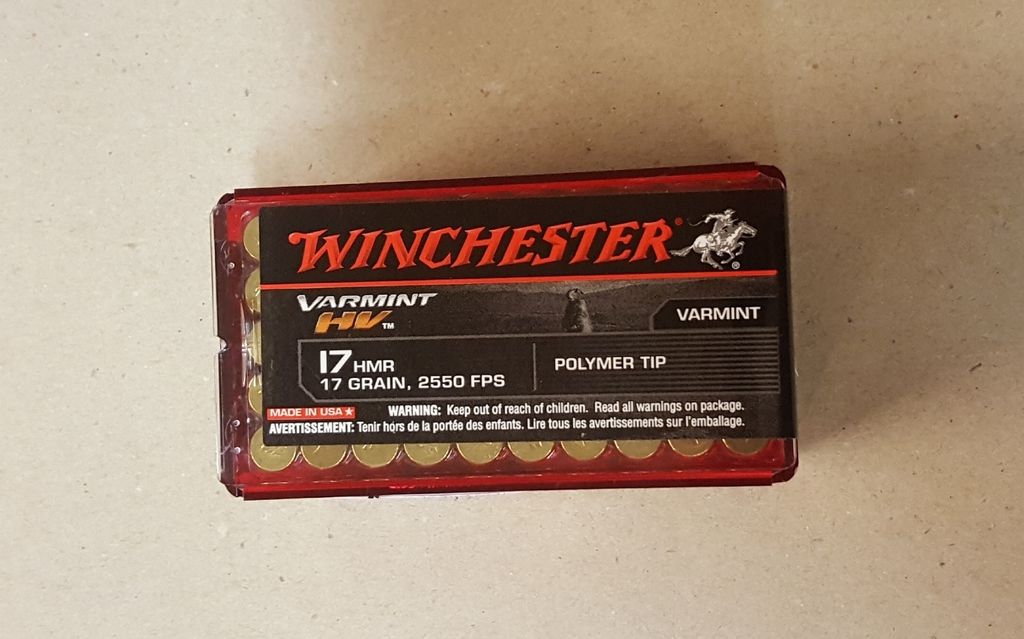 WINCHESTER®
VARMINT
HV™
VARMINT
17 HMR
17 GRAIN, 2550 FPS
POLYMER TIP
MADE IN USA★
WARNING: Keep out of reach of children. Read all warnings on package.
AVERTISSEMENT: Tenir hors de la portée des enfants. Lire tous les avertissements sur l'emballage.